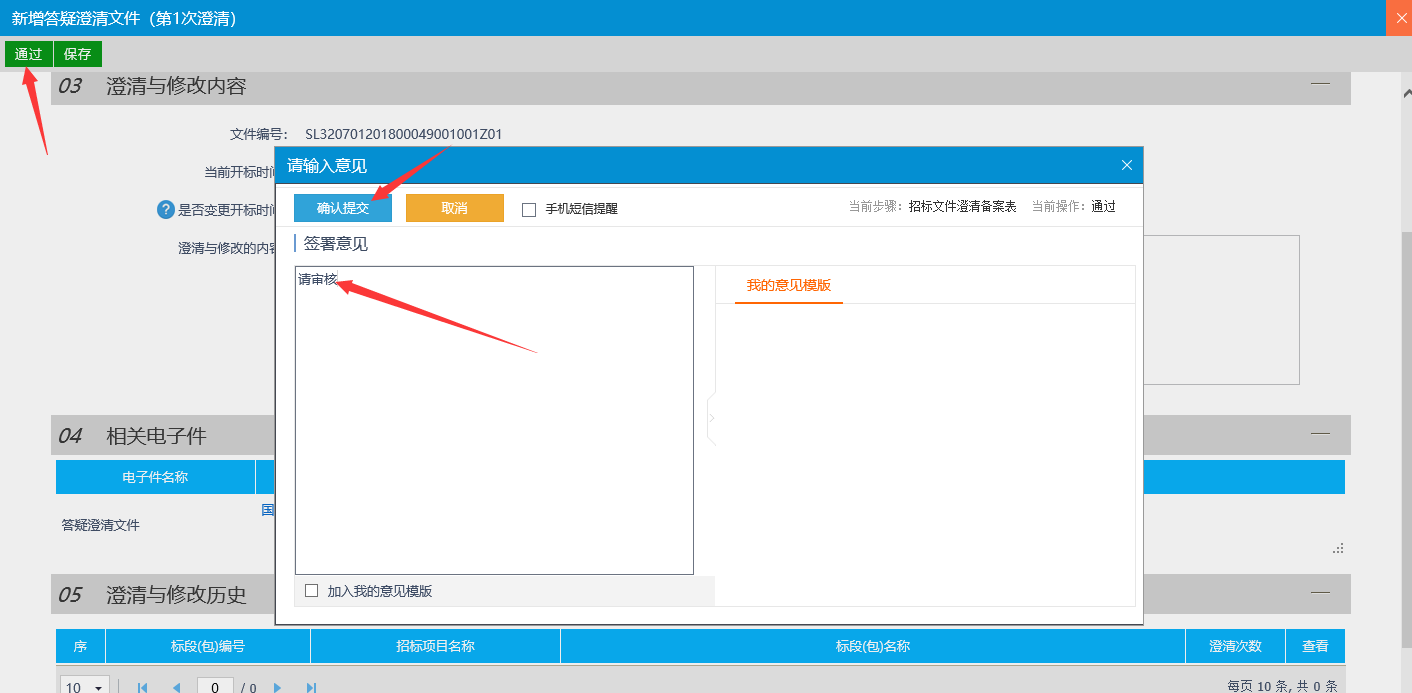 新增答疑澄清文件（第1次澄清）
通过 保存
03 澄清与修改内容
文件编号： SL320701201800049001001Z01
当前开标时间
是否变更开标时间
澄清与修改的内容
请输入意见
确认提交 取消 手机短信提醒 当前步骤：招标文件澄清备案表 当前操作：通过
签署意见
请审核
我的意见模版
加入我的意见模版
04 相关电子件
电子件名称
国
答疑澄清文件
05 澄清与修改历史
序 标段(包)编号 招标项目名称 标段(包)名称 澄清次数 查看
10 0 / 0 每页 10 条, 共 0 条